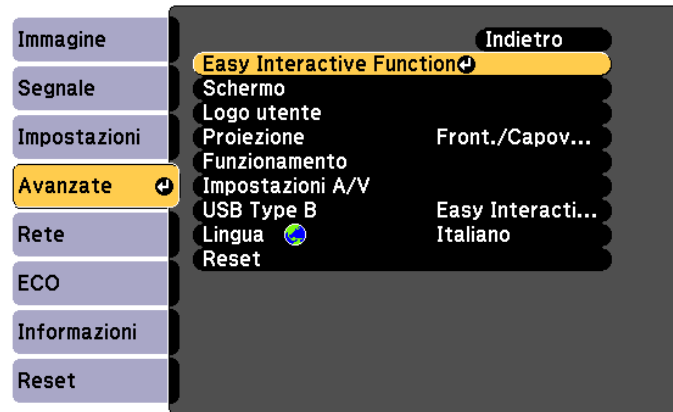 Immagine
Segnale
Impostazioni
Avanzate
Rete
ECO
Informazioni
Reset
Indietro
Easy Interactive Function
Schermo
Logo utente
Proiezione Front./Capov...
Funzionamento
Impostazioni A/V
USB Type B Easy Interacti...
Lingua Italiano
Reset